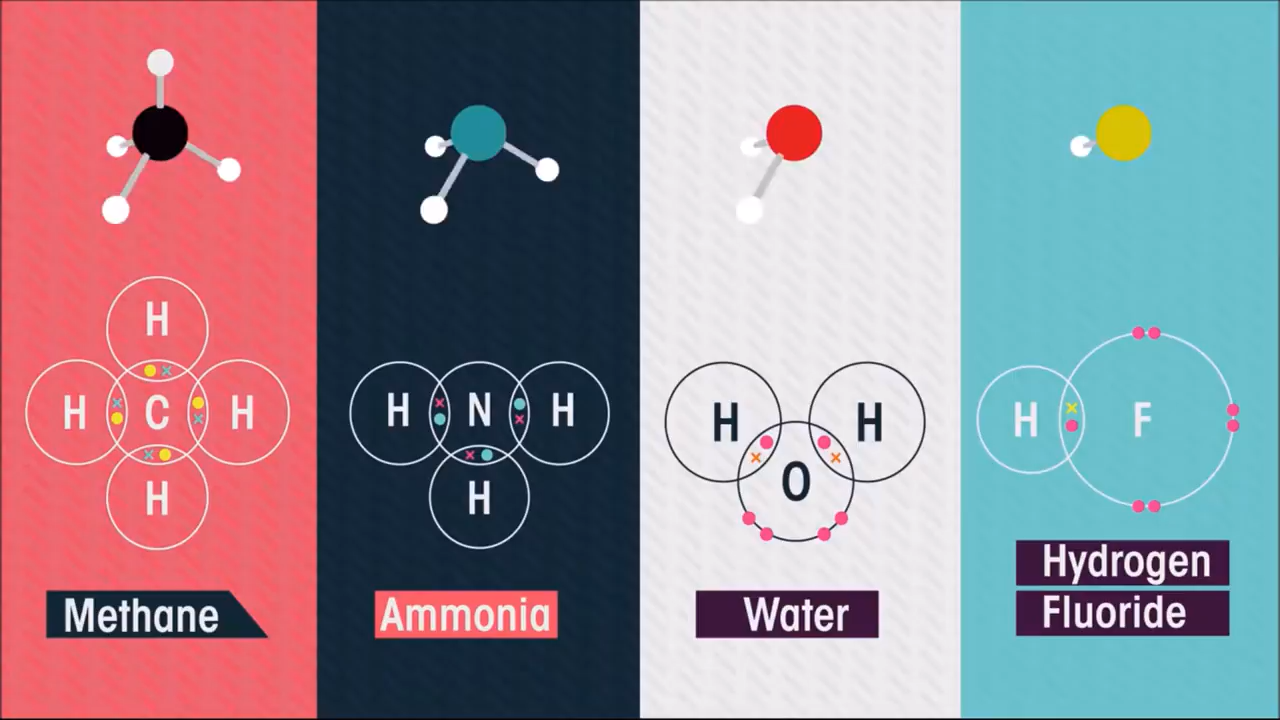 H
H C H
H
Methane
H N H
H
Ammonia
H H
O
Water
H F
Hydrogen
Fluoride